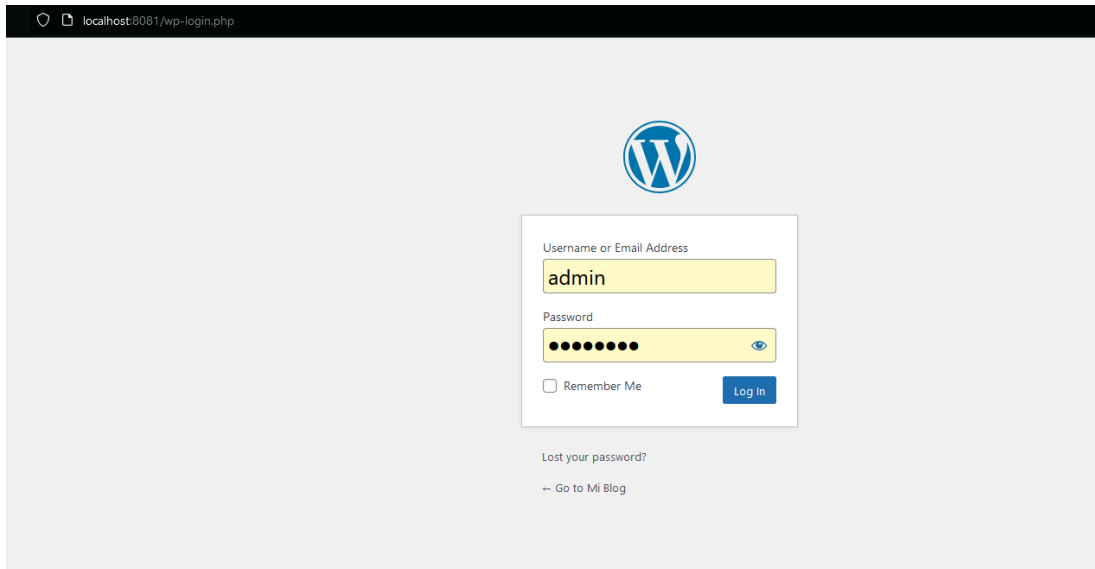 localhost:8081/wp-login.php
Username or Email Address
admin
Password
●●●●●●●●
Remember Me
Log In
Lost your password?
← Go to Mi Blog